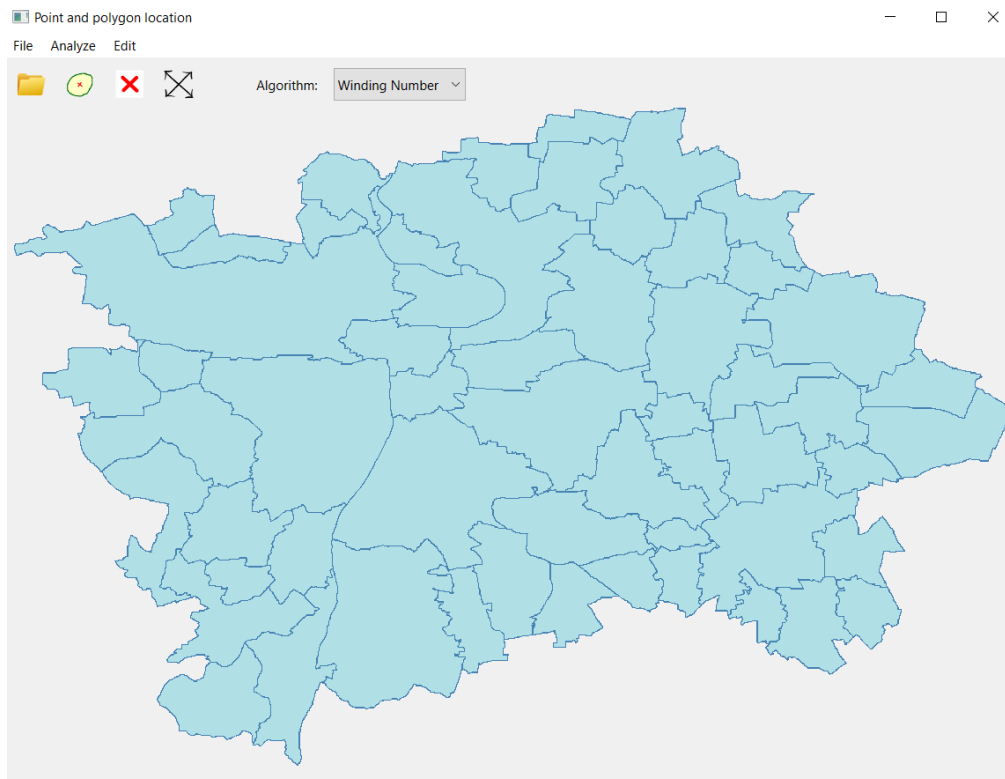 Point and polygon location
File Analyze Edit
Algorithm: Winding Number